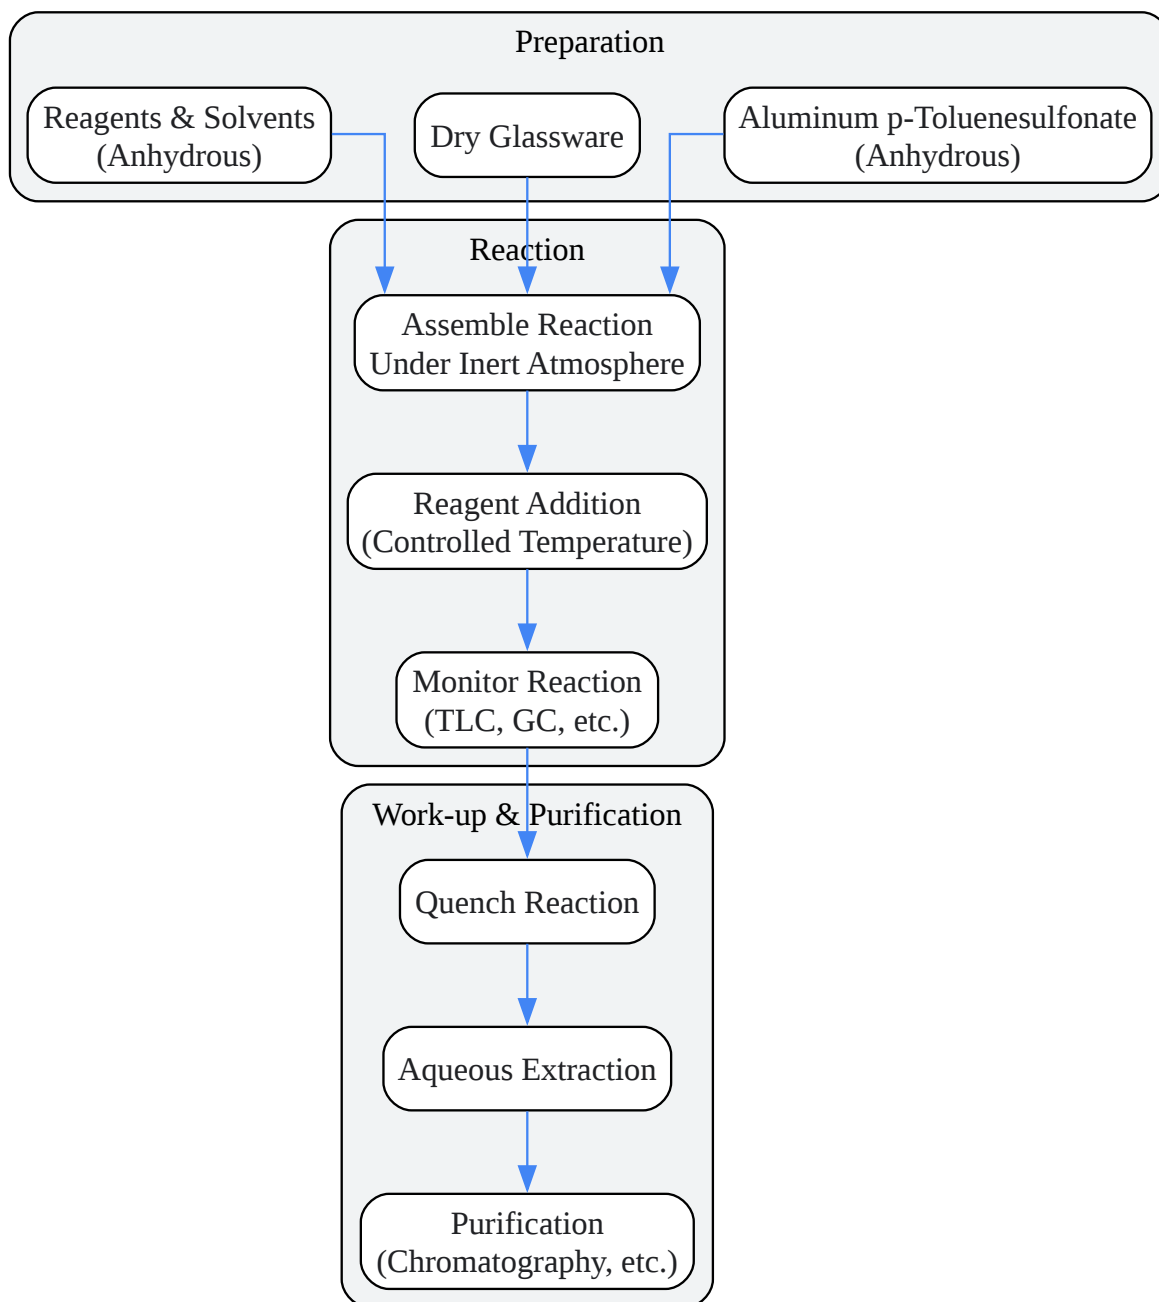 Preparation
Reagents & Solvents
(Anhydrous)
Dry Glassware
Aluminum p-Toluenesulfonate
(Anhydrous)
Reaction
Assemble Reaction
Under Inert Atmosphere
Reagent Addition
(Controlled Temperature)
Monitor Reaction
(TLC, GC, etc.)
Work-up & Purification
Quench Reaction
Aqueous Extraction
Purification
(Chromatography, etc.)